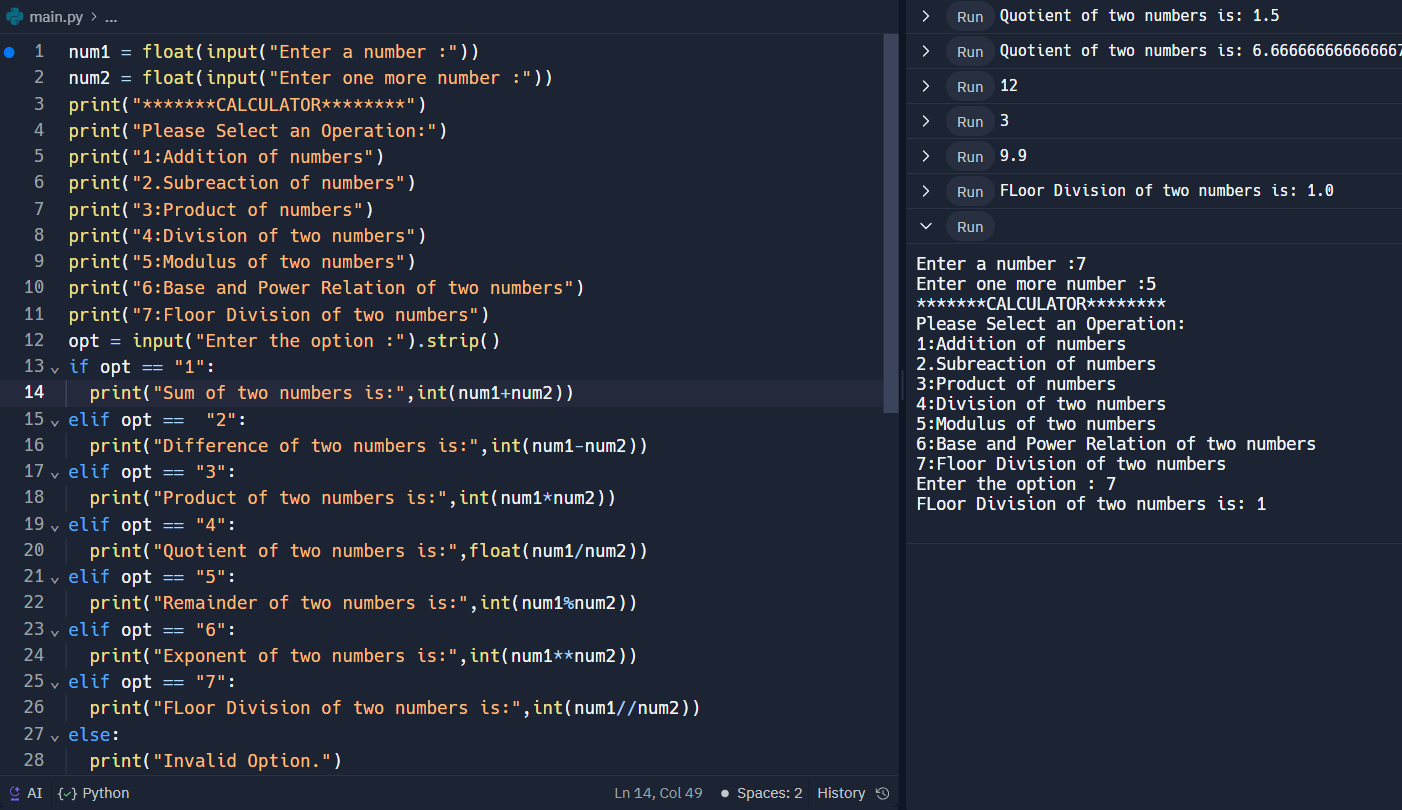 main.py > ...
1 num1 = float(input("Enter a number :"))
2 num2 = float(input("Enter one more number :"))
3 print("*******CALCULATOR********")
4 print("Please Select an Operation:")
5 print("1:Addition of numbers")
6 print("2.Subreaction of numbers")
7 print("3:Product of numbers")
8 print("4:Division of two numbers")
9 print("5:Modulus of two numbers")
10 print("6:Base and Power Relation of two numbers")
11 print("7:Floor Division of two numbers")
12 opt = input("Enter the option :").strip()
13 if opt == "1":
14   print("Sum of two numbers is:",int(num1+num2))
15 elif opt ==  "2":
16   print("Difference of two numbers is:",int(num1-num2))
17 elif opt == "3":
18   print("Product of two numbers is:",int(num1*num2))
19 elif opt == "4":
20   print("Quotient of two numbers is:",float(num1/num2))
21 elif opt == "5":
22   print("Remainder of two numbers is:",int(num1%num2))
23 elif opt == "6":
24   print("Exponent of two numbers is:",int(num1**num2))
25 elif opt == "7":
26   print("FLoor Division of two numbers is:",int(num1//num2))
27 else:
28   print("Invalid Option.")
AI {✓} Python Ln 14, Col 49 ● Spaces: 2 History
> Run Quotient of two numbers is: 1.5
> Run Quotient of two numbers is: 6.666666666666667
> Run 12
> Run 3
> Run 9.9
> Run FLoor Division of two numbers is: 1.0
Run
Enter a number :7
Enter one more number :5
*******CALCULATOR********
Please Select an Operation:
1:Addition of numbers
2.Subreaction of numbers
3:Product of numbers
4:Division of two numbers
5:Modulus of two numbers
6:Base and Power Relation of two numbers
7:Floor Division of two numbers
Enter the option : 7
FLoor Division of two numbers is: 1